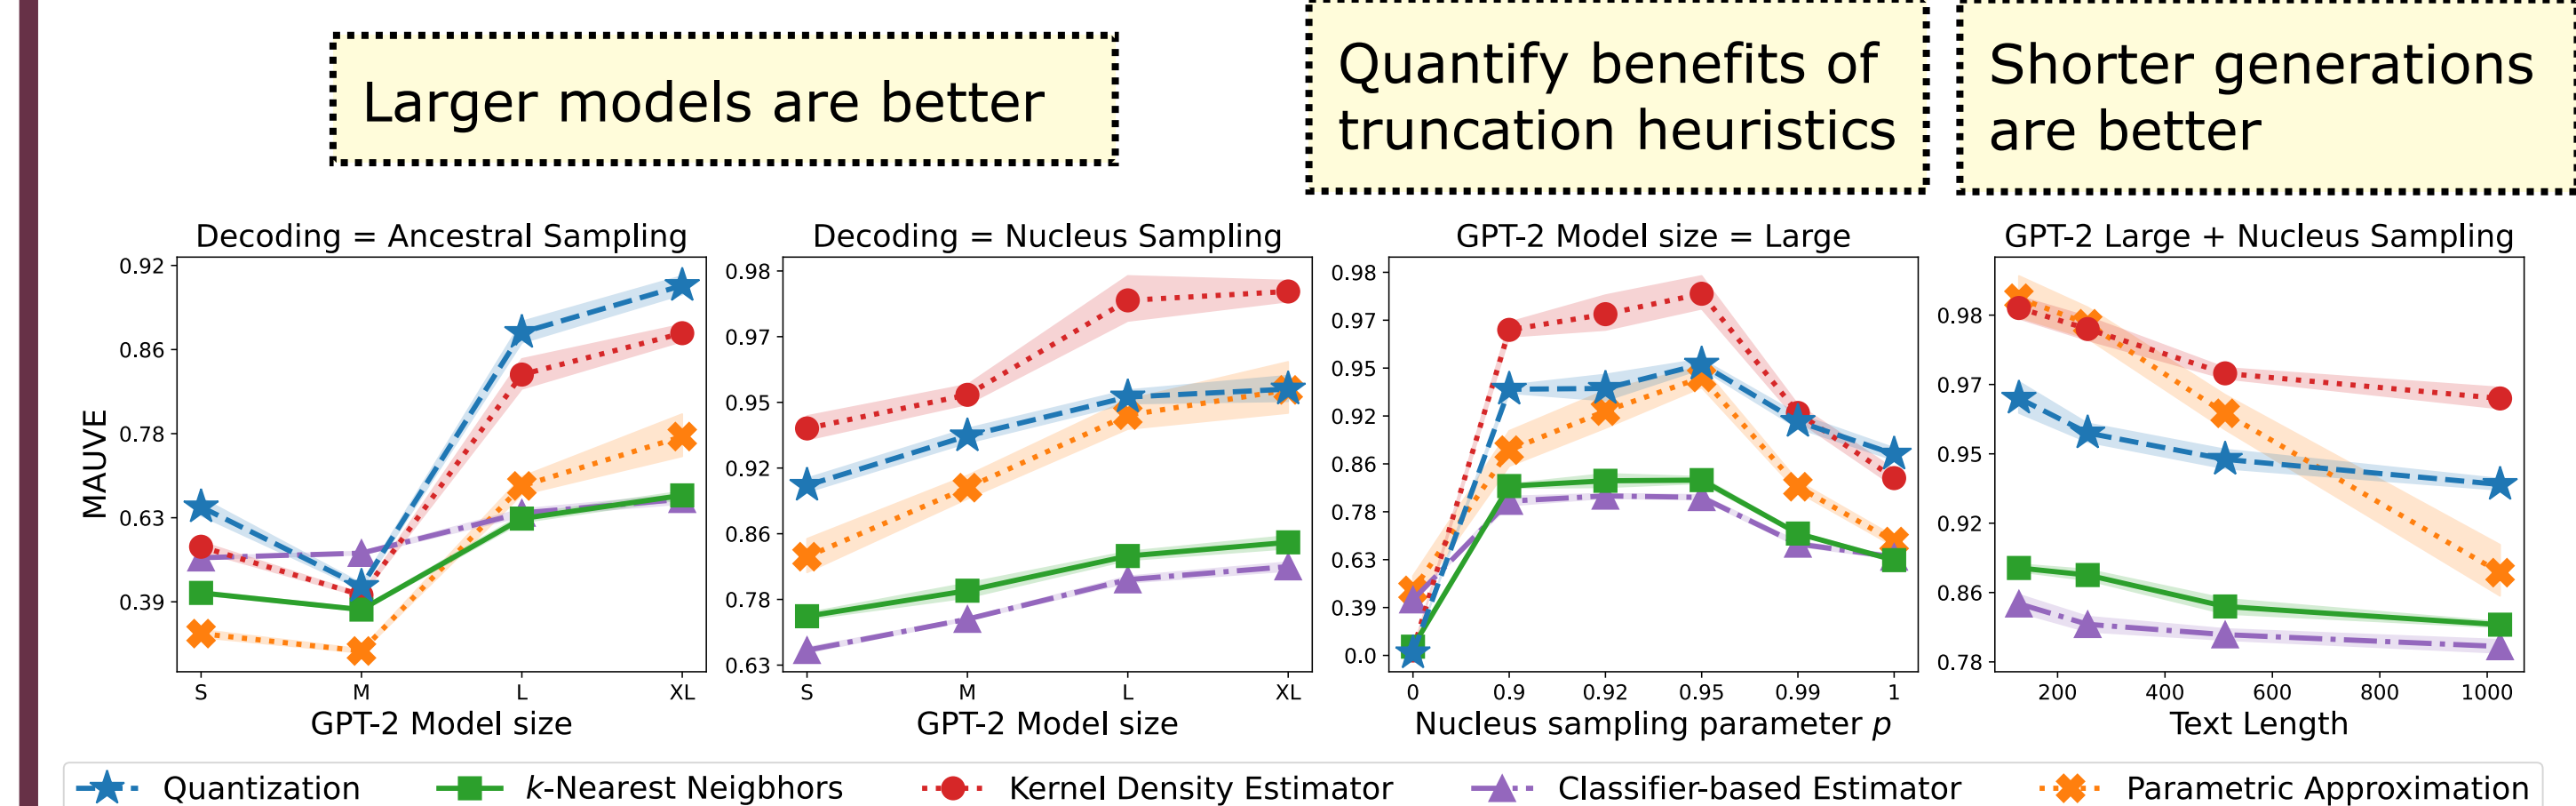 Larger models are better
Quantify benefits of
truncation heuristics
Shorter generations
are better
Decoding = Ancestral Sampling
MAUVE
0.92
0.86
0.78
0.63
0.39
S M L XL
GPT-2 Model size
Decoding = Nucleus Sampling
0.98
0.97
0.95
0.92
0.86
0.78
0.63
S M L XL
GPT-2 Model size
GPT-2 Model size = Large
0.98
0.97
0.95
0.92
0.86
0.78
0.63
0.39
0.0
0 0.9 0.92 0.95 0.99 1
Nucleus sampling parameter p
GPT-2 Large + Nucleus Sampling
0.98
0.97
0.95
0.92
0.86
0.78
200 400 600 800 1000
Text Length
Quantization k-Nearest Neigbhors Kernel Density Estimator Classifier-based Estimator Parametric Approximation